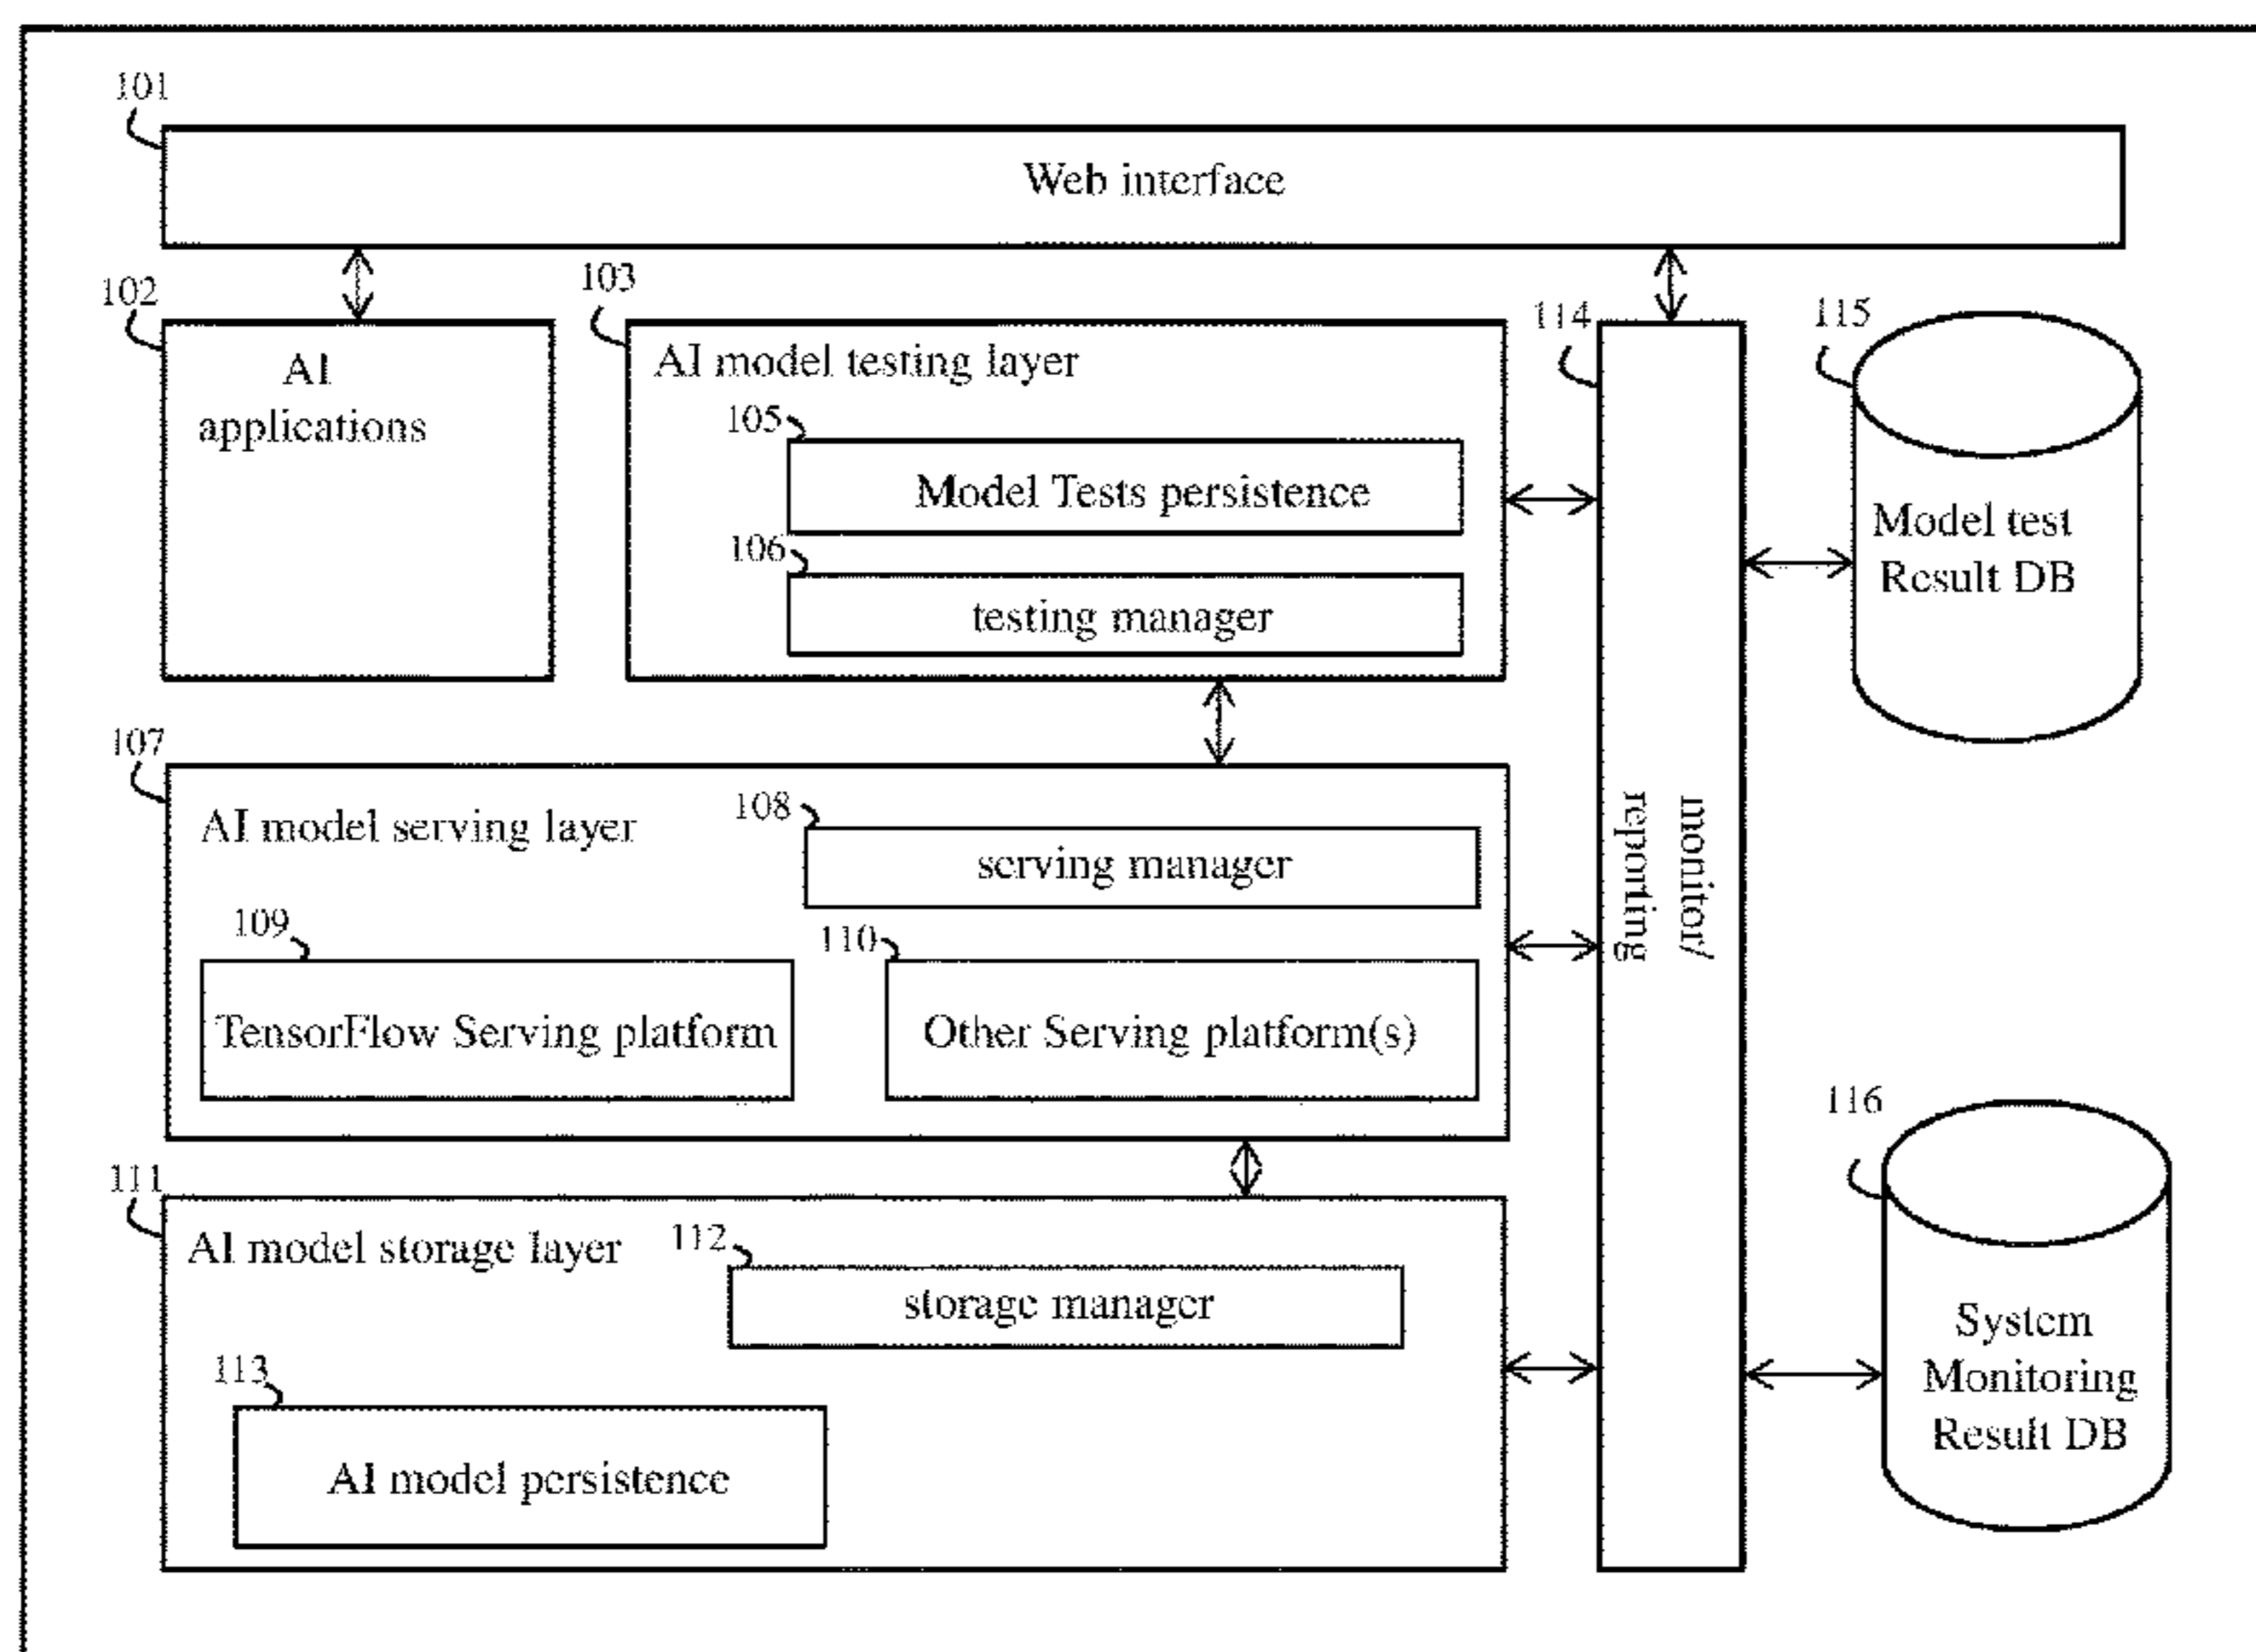 101
Web interface
102
AI
applications
103
AI model testing layer
105
Model Tests persistence
106
testing manager
114
monitor/
reporting
115
Model test
Result DB
107
AI model serving layer
108
serving manager
109
TensorFlow Serving platform
110
Other Serving platform(s)
111
AI model storage layer
112
storage manager
113
AI model persistence
116
System
Monitoring
Result DB